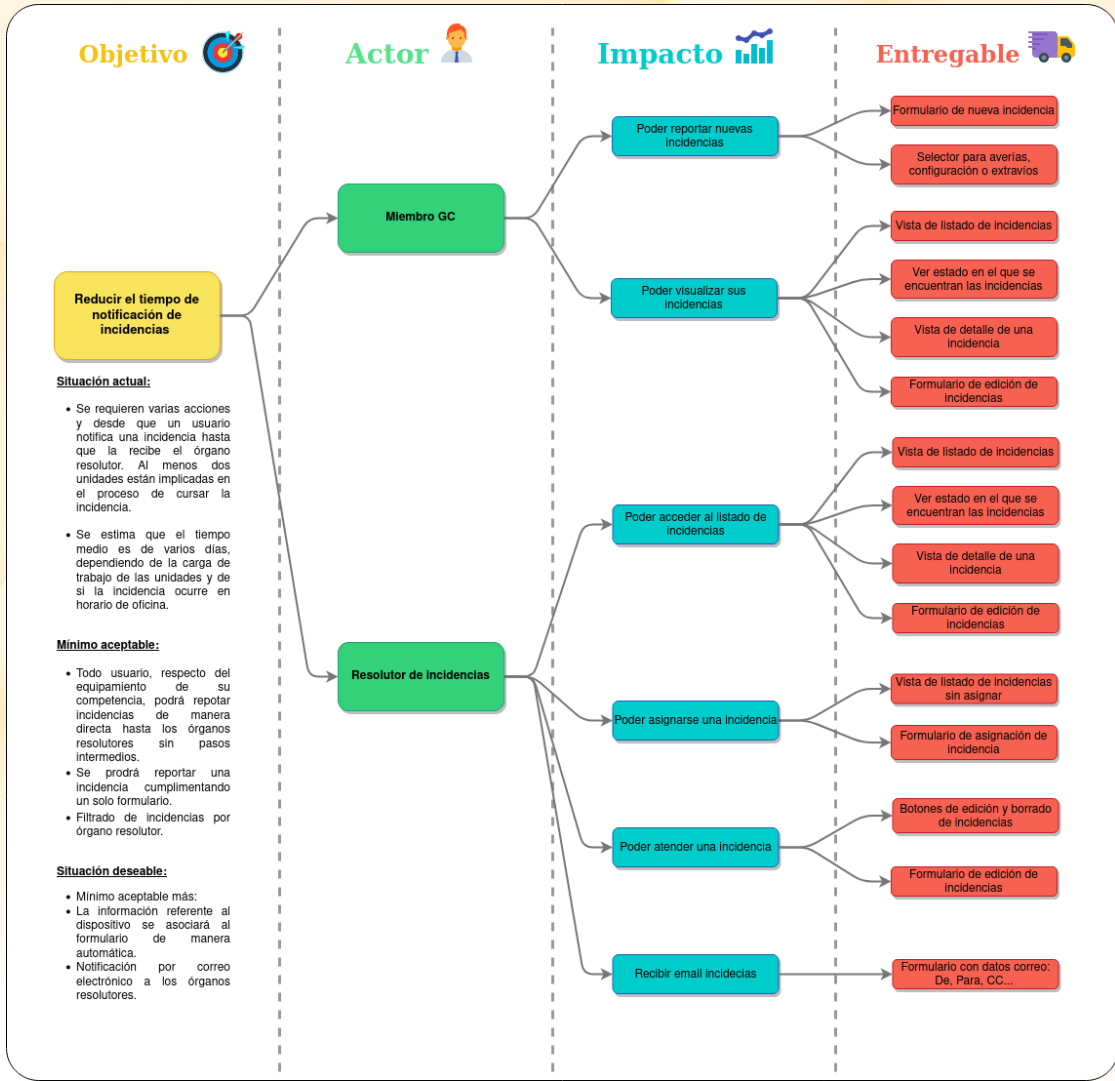 Objetivo
Actor
Impacto
Entregable
Reducir el tiempo de
notificación de
incidencias
Situación actual:
• Se requieren varias acciones
y desde que un usuario
notifica una incidencia hasta
que la recibe el órgano
resolutor. Al menos dos
unidades están implicadas en
el proceso de cursar la
incidencia.
• Se estima que el tiempo
medio es de varios días,
dependiendo de la carga de
trabajo de las unidades y de
si la incidencia ocurre en
horario de oficina.
Mínimo aceptable:
• Todo usuario, respecto del
equipamiento de su
competencia, podrá repotar
incidencias de manera
directa hasta los órganos
resolutores sin pasos
intermedios.
• Se prodrá reportar una
incidencia cumplimentando
un solo formulario.
• Filtrado de incidencias por
órgano resolutor.
Situación deseable:
• Mínimo aceptable más:
• La información referente al
dispositivo se asociará al
formulario de manera
automática.
• Notificación por correo
electrónico a los órganos
resolutores.
Miembro GC
Resolutor de incidencias
Poder reportar nuevas
incidencias
Poder visualizar sus
incidencias
Poder acceder al listado de
incidencias
Poder asignarse una incidencia
Poder atender una incidencia
Recibir email incidecias
Formulario de nueva incidencia
Selector para averías,
configuración o extravíos
Vista de listado de incidencias
Ver estado en el que se
encuentran las incidencias
Vista de detalle de una
incidencia
Formulario de edición de
incidencias
Vista de listado de incidencias
Ver estado en el que se
encuentran las incidencias
Vista de detalle de una
incidencia
Formulario de edición de
incidencias
Vista de listado de incidencias
sin asignar
Formulario de asignación de
incidencia
Botones de edición y borrado
de incidencias
Formulario de edición de
incidencias
Formulario con datos correo:
De, Para, CC...